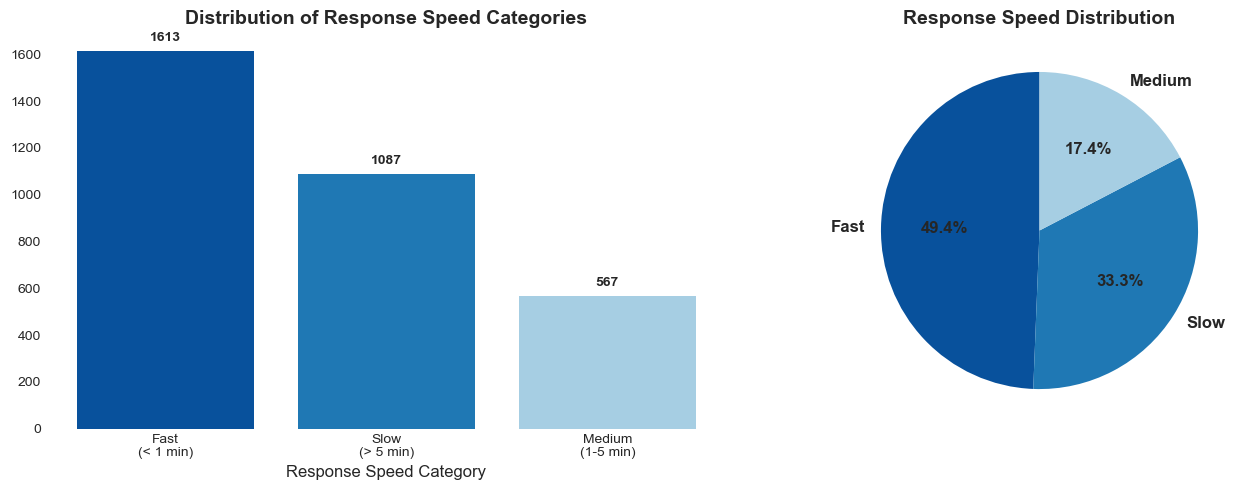 Distribution of Response Speed Categories
1613
1600
1400
1200
1087
1000
800
600
567
400
200
0
Fast
(< 1 min)
Slow
(> 5 min)
Medium
(1-5 min)
Response Speed Category
Response Speed Distribution
Medium
17.4%
Fast
49.4%
33.3%
Slow